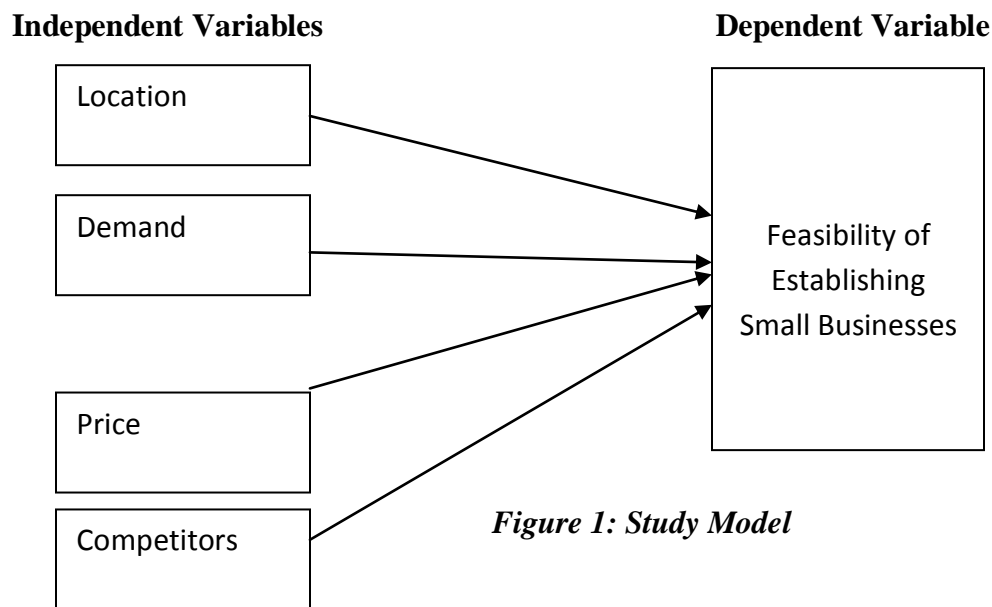 Independent Variables
Dependent Variable
Location
Demand
Price
Competitors
Feasibility of
Establishing
Small Businesses
Figure 1: Study Model